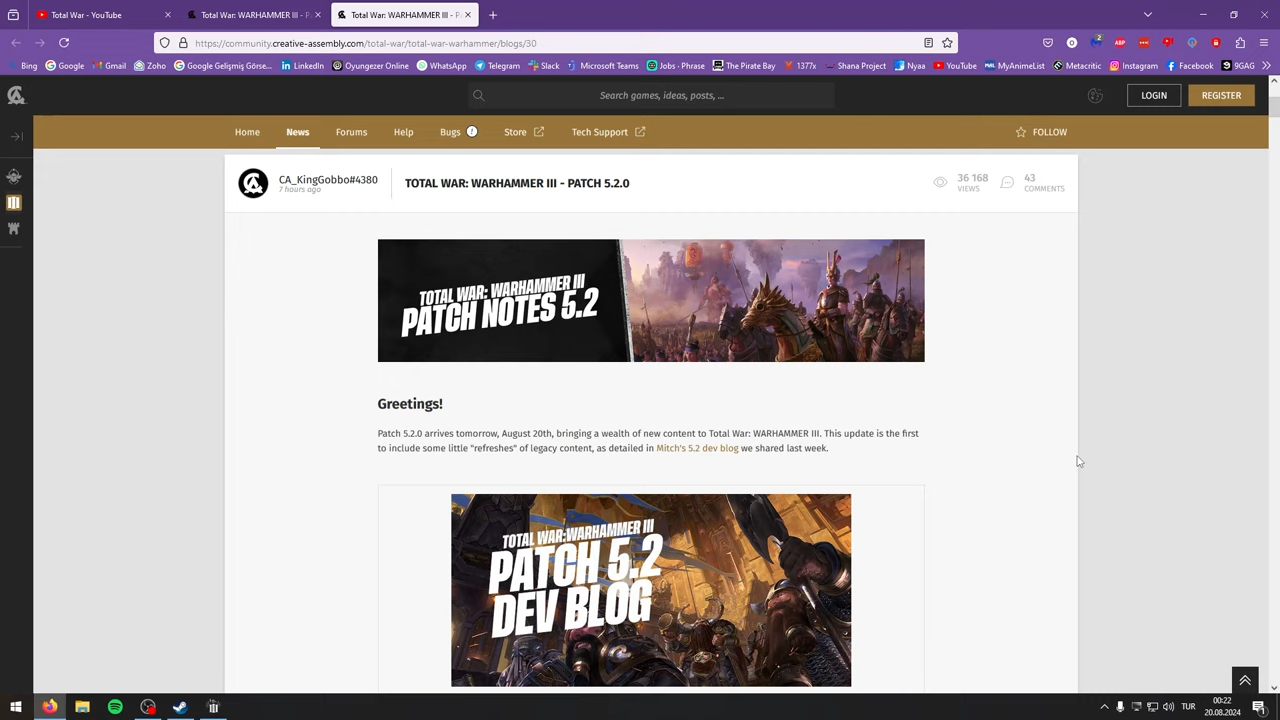 Total War - YouTube
Total War: WARHAMMER III - P
Total War: WARHAMMER III - P
https://community.creative-assembly.com/total-war/total-war-warhammer/blogs/30
Bing
Google
Gmail
Zoho
Google Gelişmiş Görse...
LinkedIn
Oyungezer Online
WhatsApp
Telegram
Slack
Microsoft Teams
Jobs · Phrase
The Pirate Bay
1377x
Shana Project
Nyaa
YouTube
MyAnimeList
Metacritic
Instagram
Facebook
9GAG
Search games, ideas, posts, ...
LOGIN
REGISTER
Home
News
Forums
Help
Bugs
Store
Tech Support
FOLLOW
CA_KingGobbo#4380
7 hours ago
TOTAL WAR: WARHAMMER III - PATCH 5.2.0
36 168
VIEWS
43
COMMENTS
TOTAL WAR: WARHAMMER III
PATCH NOTES 5.2
Greetings!
Patch 5.2.0 arrives tomorrow, August 20th, bringing a wealth of new content to Total War: WARHAMMER III. This update is the first
to include some little "refreshes" of legacy content, as detailed in Mitch's 5.2 dev blog we shared last week.
TOTAL WAR:WARHAMMER III
PATCH 5.2
DEV BLOG
TUR
00:22
20.08.2024